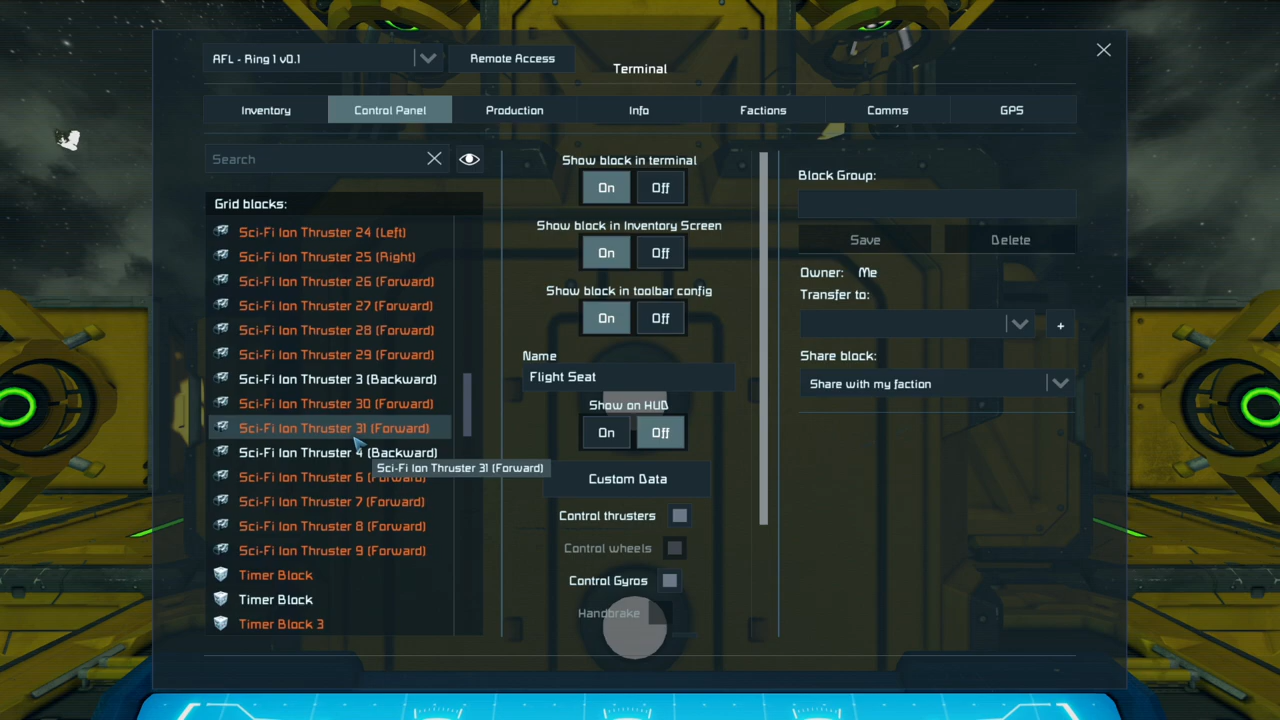 AFL - Ring 1 v0.1
Remote Access
Terminal
Inventory
Control Panel
Production
Info
Factions
Comms
GPS
Search
Grid blocks:
Sci-Fi Ion Thruster 24 (Left)
Sci-Fi Ion Thruster 25 (Right)
Sci-Fi Ion Thruster 26 (Forward)
Sci-Fi Ion Thruster 27 (Forward)
Sci-Fi Ion Thruster 28 (Forward)
Sci-Fi Ion Thruster 29 (Forward)
Sci-Fi Ion Thruster 3 (Backward)
Sci-Fi Ion Thruster 30 (Forward)
Sci-Fi Ion Thruster 31 (Forward)
Sci-Fi Ion Thruster 4 (Backward)
Sci-Fi Ion Thruster 31 (Forward)
Sci-Fi Ion Thruster 6 (Forward)
Sci-Fi Ion Thruster 7 (Forward)
Sci-Fi Ion Thruster 8 (Forward)
Sci-Fi Ion Thruster 9 (Forward)
Timer Block
Timer Block
Timer Block 3
Show block in terminal
On Off
Show block in Inventory Screen
On Off
Show block in toolbar config
On Off
Name
Flight Seat
Show on HUD
On Off
Custom Data
Control thrusters
Control wheels
Control Gyros
Handbrake
Block Group:
Save
Delete
Owner: Me
Transfer to:
+
Share block:
Share with my faction